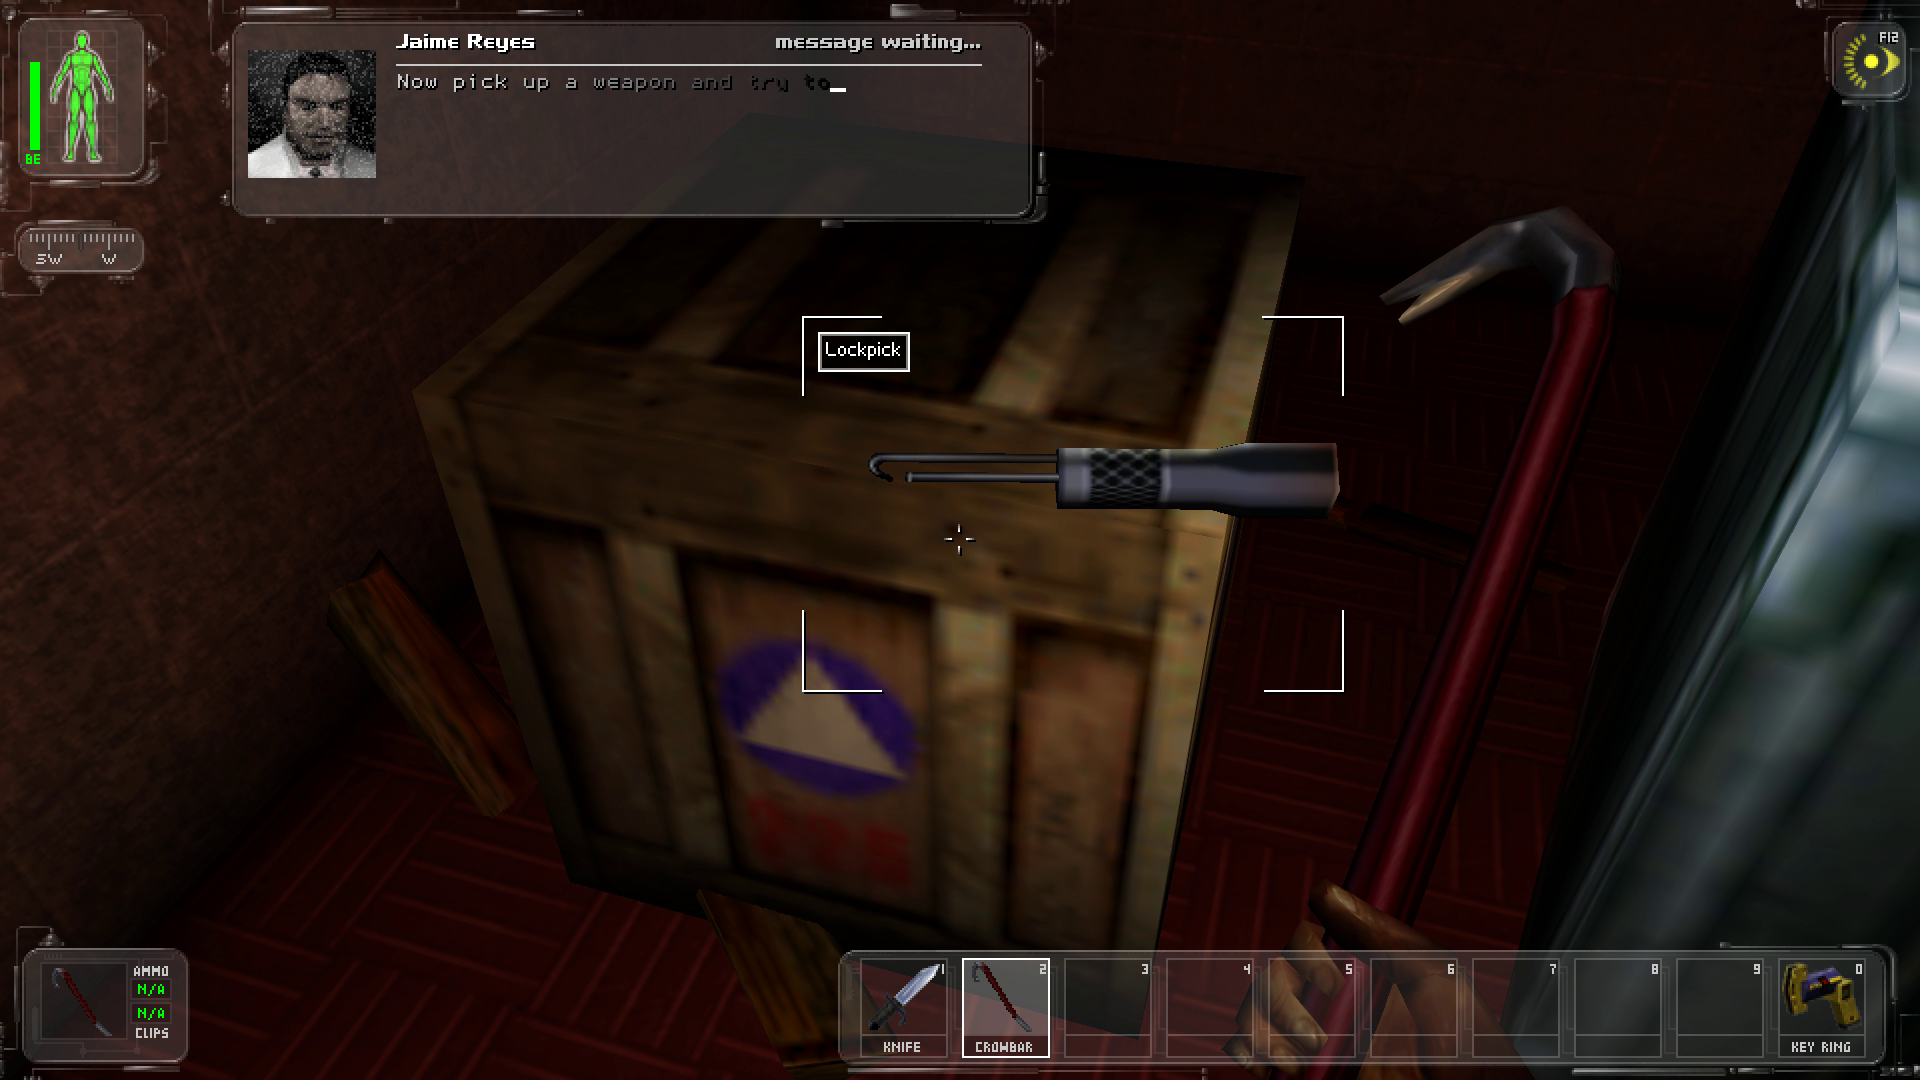 Jaime Reyes message waiting... F12
Now pick up a weapon and try to
BE
SW W
Lockpick
AMMO
N/A
N/A
CLIPS
1 2 3 4 5 6 7 8 9 0
KNIFE CROWBAR KEY RING